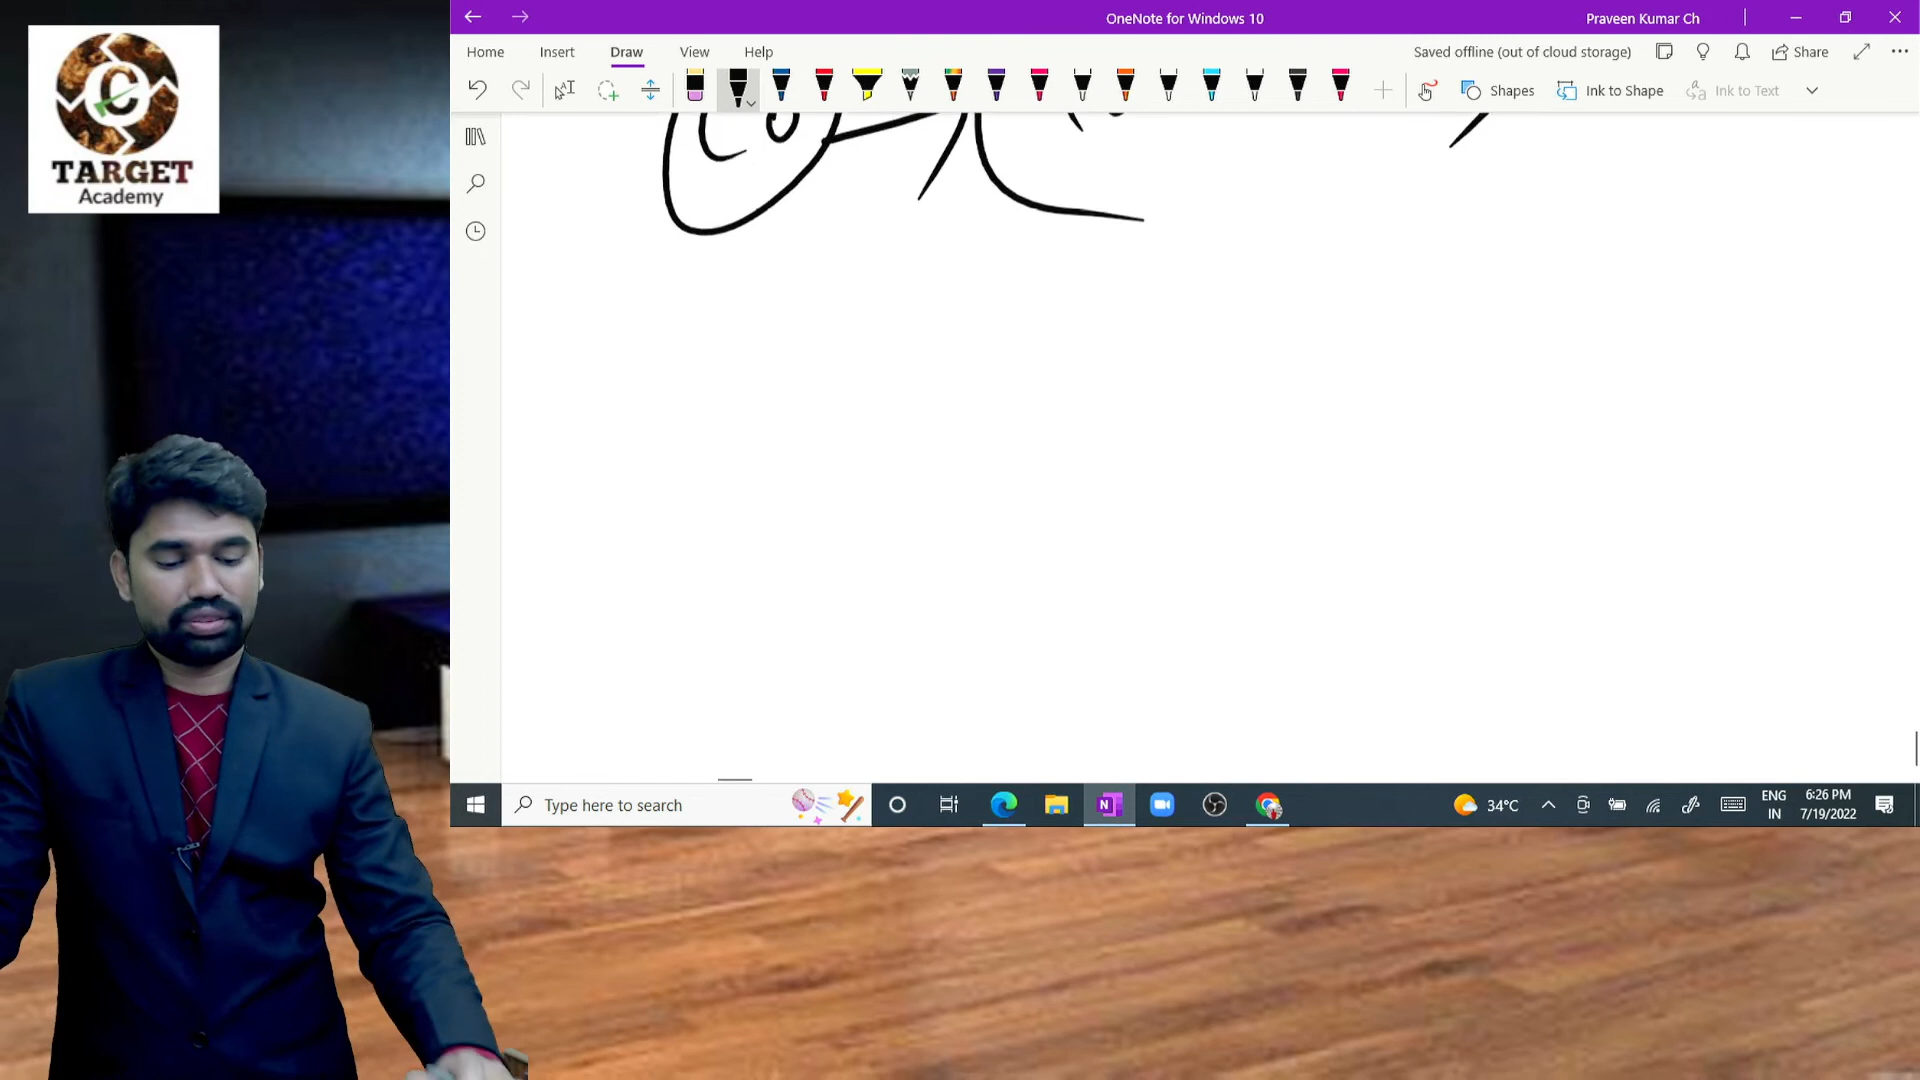 C
TARGET
Academy
OneNote for Windows 10
Praveen Kumar Ch
Home Insert Draw View Help
Saved offline (out of cloud storage)
Share
Shapes
Ink to Shape
Ink to Text
Type here to search
34°C
ENG
IN
6:26 PM
7/19/2022